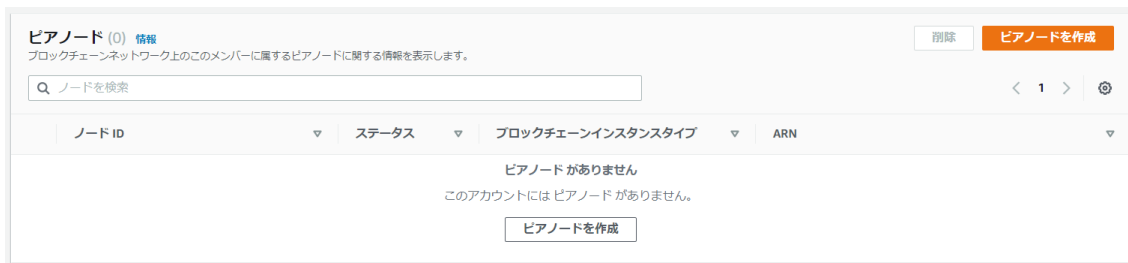 ピアノード (0) 情報
ブロックチェーンネットワーク上のこのメンバーに属するピアノードに関する情報を表示します。
削除
ピアノードを作成
ノードを検索
1
ノード ID
ステータス
ブロックチェーンインスタンスタイプ
ARN
ピアノード がありません
このアカウントには ピアノード がありません。
ピアノードを作成